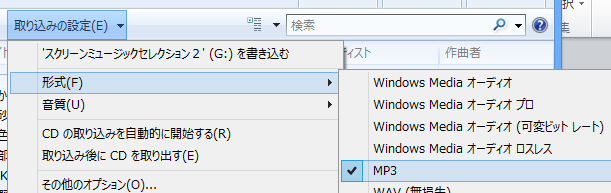 取り込みの設定(E)
検索
択
'スクリーンミュージックセレクション２' (G:) を書き込む
ィスト
作曲者
集
形式(F)
Windows Media オーディオ
音質(U)
Windows Media オーディオ プロ
Windows Media オーディオ (可変ビット レート)
CD の取り込みを自動的に開始する(R)
Windows Media オーディオ ロスレス
取り込み後に CD を取り出す(E)
MP3
その他のオプション(O)...
WAV (無損失)